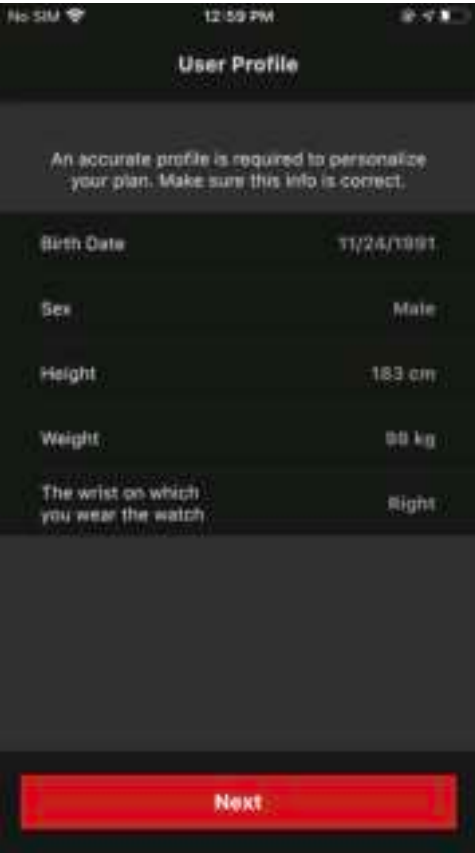 No SIM
12:59 PM
User Profile
An accurate profile is required to personalize
your plan. Make sure this info is correct.
Birth Date 11/24/1991
Sex Male
Height 183 cm
Weight kg
The wrist on which
you wear the watch
Right
Next